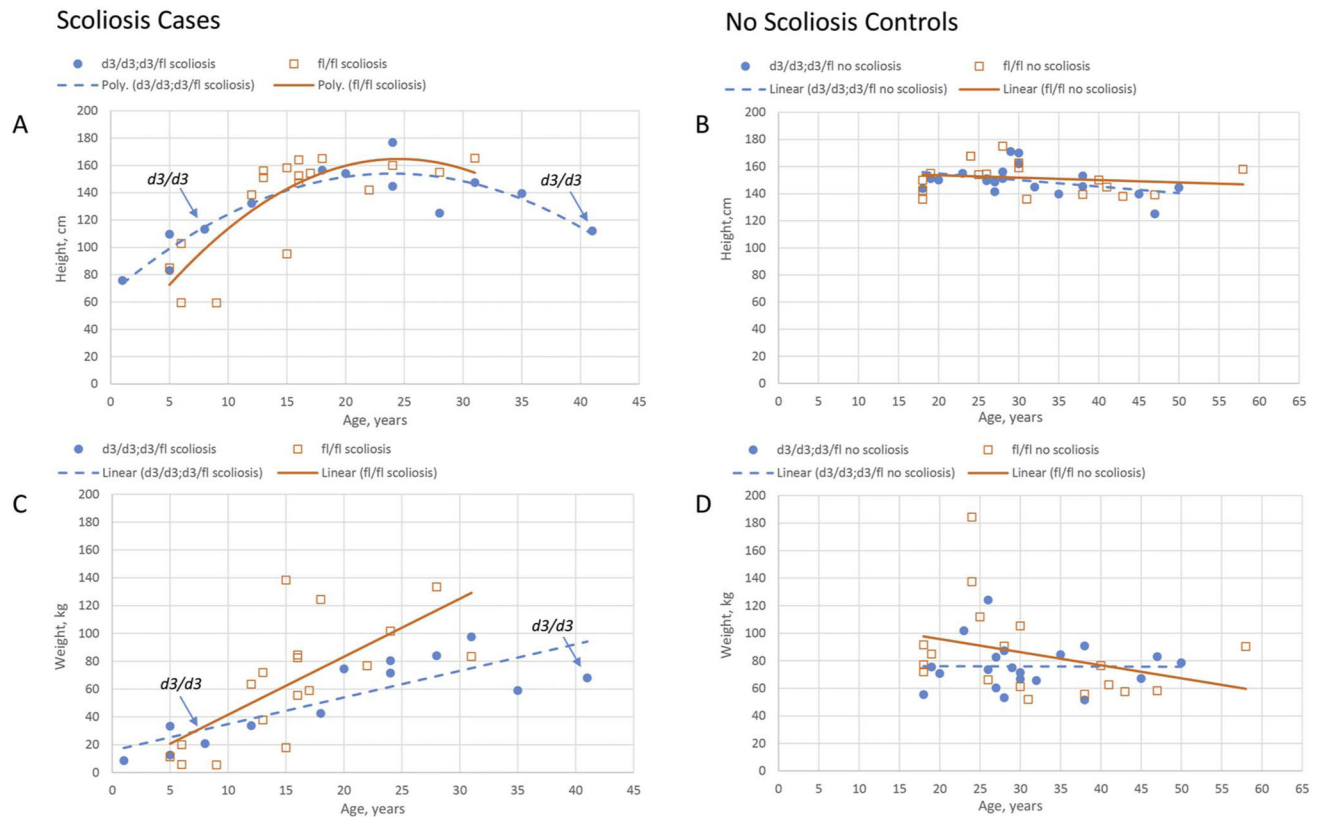 Scoliosis Cases
No Scoliosis Controls
d3/d3;d3/fl scoliosis fl/fl scoliosis
Poly. (d3/d3;d3/fl scoliosis) Poly. (fl/fl scoliosis)
A
200
180
160
140
120
100
80
60
40
20
0
Height, cm
d3/d3
d3/d3
0 5 10 15 20 25 30 35 40 45
Age, years
d3/d3;d3/fl no scoliosis fl/fl no scoliosis
Linear (d3/d3;d3/fl no scoliosis) Linear (fl/fl no scoliosis)
B
200
180
160
140
120
100
80
60
40
20
0
Height,cm
0 5 10 15 20 25 30 35 40 45 50 55 60 65
Age, years
d3/d3;d3/fl scoliosis fl/fl scoliosis
Linear (d3/d3;d3/fl scoliosis) Linear (fl/fl scoliosis)
C
200
180
160
140
120
100
80
60
40
20
0
Weight, kg
d3/d3
d3/d3
0 5 10 15 20 25 30 35 40 45
Age, years
d3/d3;d3/fl no scoliosis fl/fl no scoliosis
Linear (d3/d3;d3/fl no scoliosis) Linear (fl/fl no scoliosis)
D
200
180
160
140
120
100
80
60
40
20
0
Weight, kg
0 5 10 15 20 25 30 35 40 45 50 55 60 65
Age, years